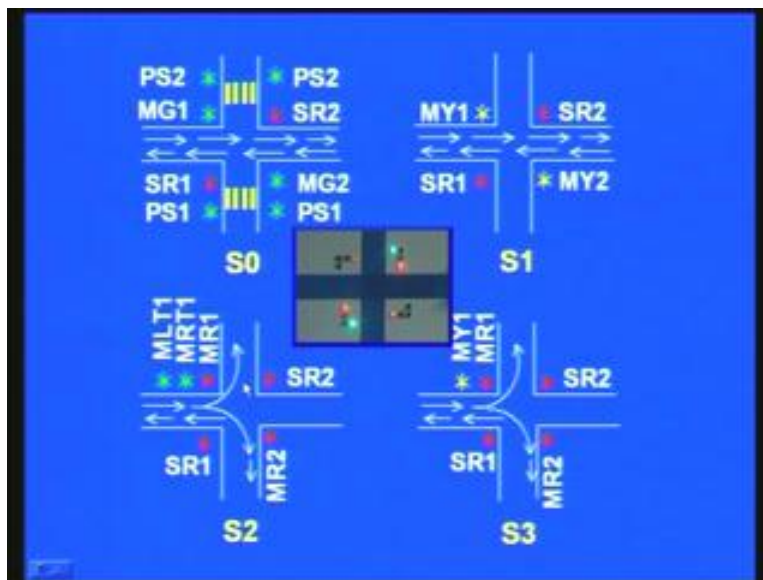 PS2 PS2
MG1 SR2
SR1 MG2
PS1 PS1
S0
MY1 SR2
SR1 MY2
S1
MLT1
MRT1
MR1
SR2
SR1
MR2
S2
MY1
MR1
SR2
SR1
MR2
S3